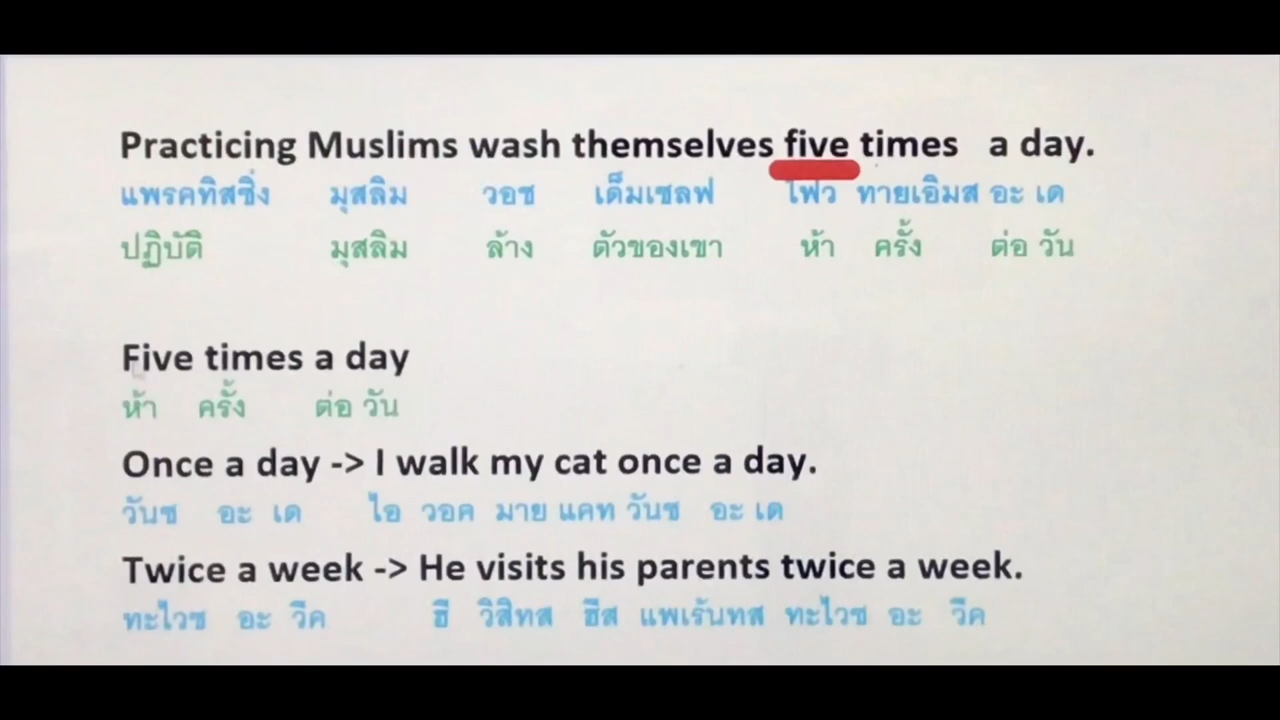 Practicing Muslims wash themselves five times a day.
แพรคทิสซิ่ง มุสลิม วอช เด็มเซลฟ ไฟว ทายเอิมส อะ เด
ปฏิบัติ มุสลิม ล้าง ตัวของเขา ห้า ครั้ง ต่อ วัน
Five times a day
ห้า ครั้ง ต่อ วัน
Once a day -> I walk my cat once a day.
วันซ อะ เด ไอ วอค มาย แคท วันซ อะ เด
Twice a week -> He visits his parents twice a week.
ทะไวซ อะ วีค ฮี วิสิทส ฮีส แพเร้นทส ทะไวซ อะ วีค